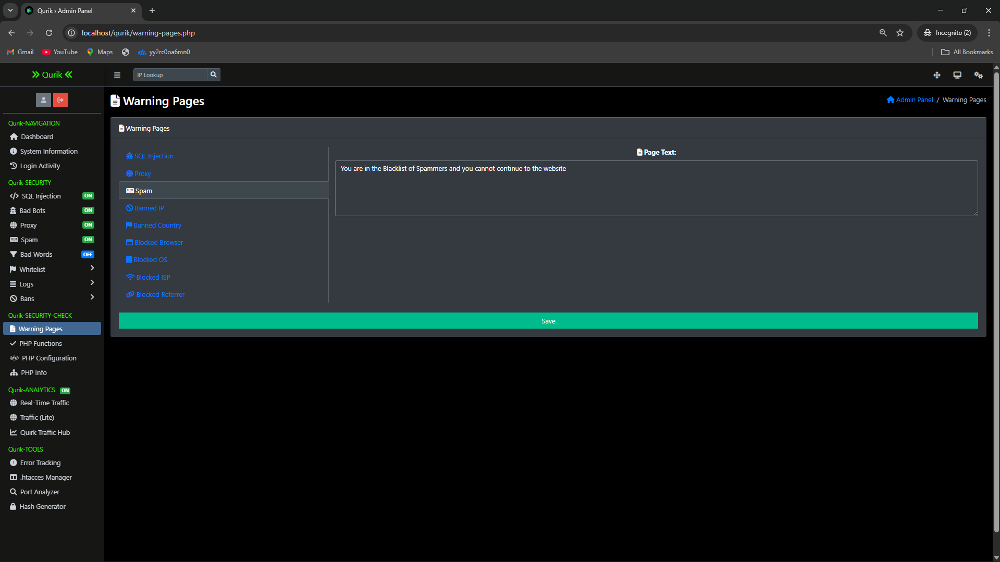 Qurik › Admin Panel
localhost/qurik/warning-pages.php
Incognito (2)
Gmail
YouTube
Maps
yy2rc0oa6mn0
All Bookmarks
Qurik
IP Lookup
Warning Pages
Admin Panel / Warning Pages
Qurik-NAVIGATION
Dashboard
System Information
Login Activity
Qurik-SECURITY
SQL Injection ON
Bad Bots ON
Proxy ON
Spam ON
Bad Words OFF
Whitelist
Logs
Bans
Qurik-SECURITY-CHECK
Warning Pages
PHP Functions
php PHP Configuration
PHP Info
Qurik-ANALYTICS ON
Real-Time Traffic
Traffic (Lite)
Quirk Traffic Hub
Qurik-TOOLS
Error Tracking
.htacces Manager
Port Analyzer
Hash Generator
Warning Pages
SQL Injection
Proxy
Spam
Banned IP
Banned Country
Blocked Browser
Blocked OS
Blocked ISP
Blocked Referrer
Page Text:
You are in the Blacklist of Spammers and you cannot continue to the website
Save